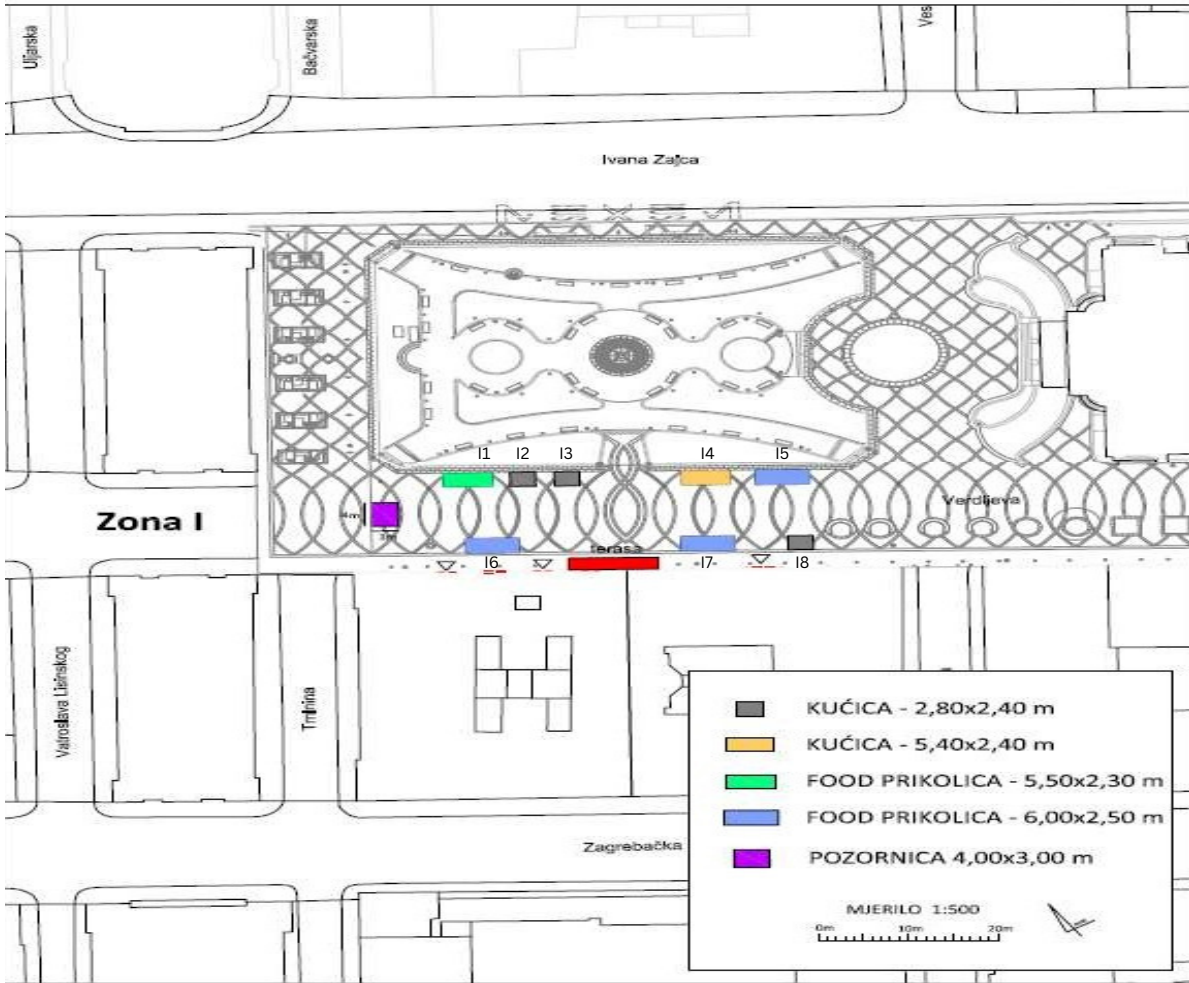 Uljarska
Bačvarska
Ves
Ivana Zajca
NEXEN
I1
I2
I3
I4
I5
Verdijeva
Zona I
4m
3m
terasa
I6
I7
I8
Vatroslava Lisinskog
Trninina
Zagrebačka
KUĆICA - 2,80x2,40 m
KUĆICA - 5,40x2,40 m
FOOD PRIKOLICA - 5,50x2,30 m
FOOD PRIKOLICA - 6,00x2,50 m
POZORNICA 4,00x3,00 m
MJERILO 1:500
0m 10m 20m